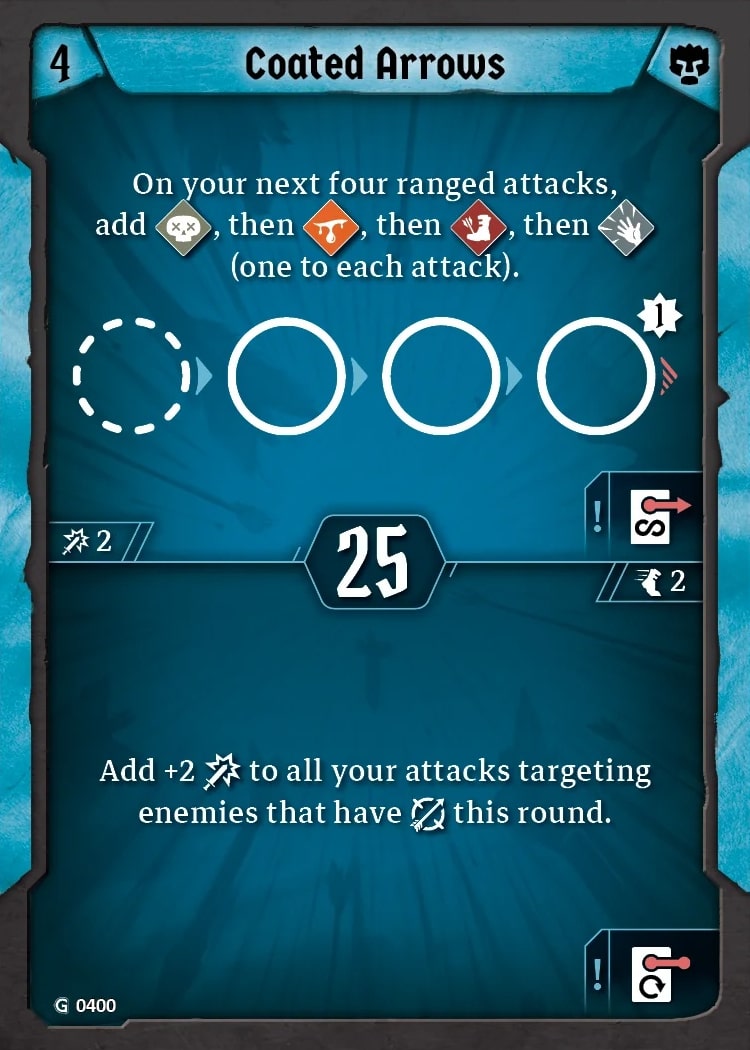 4
Coated Arrows
On your next four ranged attacks,
add , then , then , then
(one to each attack).
1
!
2
25
2
Add +2 to all your attacks targeting
enemies that have this round.
!
G 0400